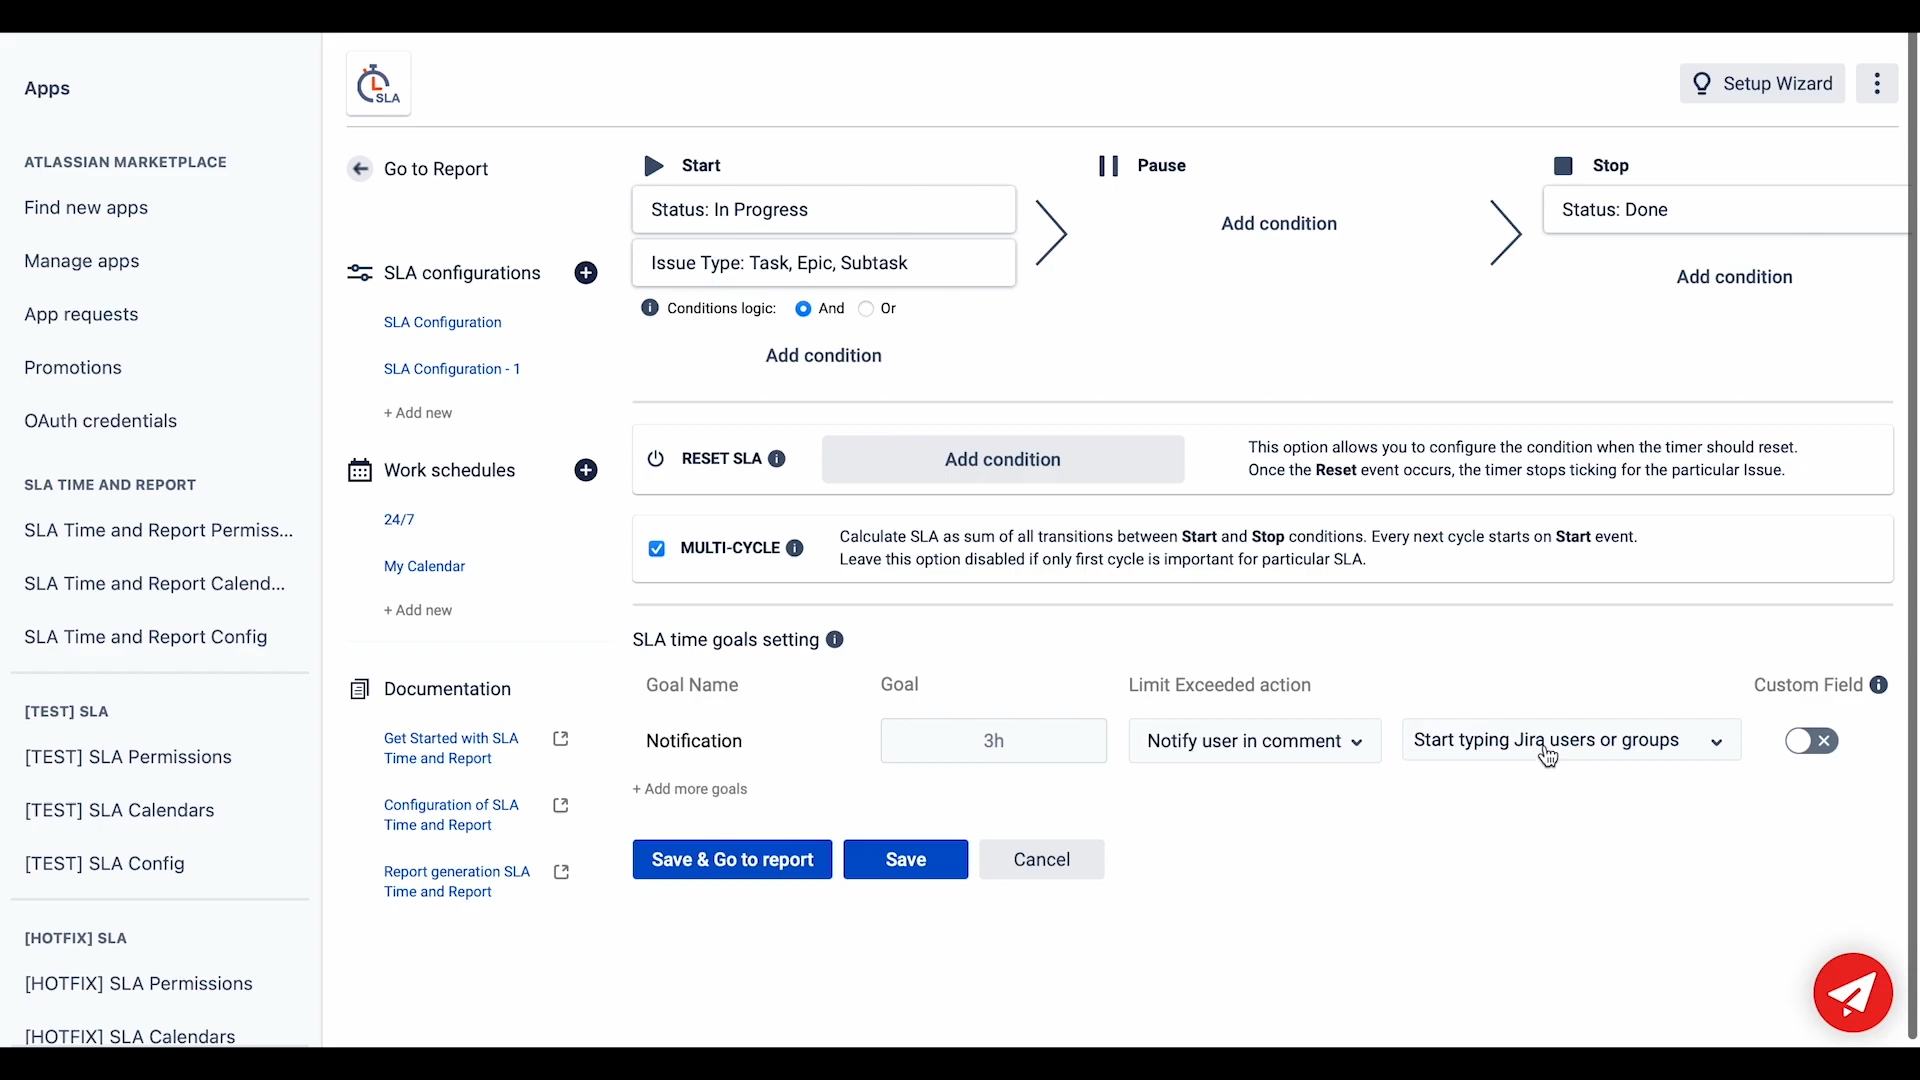 Apps
ATLASSIAN MARKETPLACE
Find new apps
Manage apps
App requests
Promotions
OAuth credentials
SLA TIME AND REPORT
SLA Time and Report Permiss...
SLA Time and Report Calend...
SLA Time and Report Config
[TEST] SLA
[TEST] SLA Permissions
[TEST] SLA Calendars
[TEST] SLA Config
[HOTFIX] SLA
[HOTFIX] SLA Permissions
[HOTFIX] SLA Calendars
SLA
Setup Wizard
Go to Report
SLA configurations
SLA Configuration
SLA Configuration - 1
+ Add new
Work schedules
24/7
My Calendar
+ Add new
Documentation
Get Started with SLA
Time and Report
Configuration of SLA
Time and Report
Report generation SLA
Time and Report
Start
Status: In Progress
Issue Type: Task, Epic, Subtask
Conditions logic: And Or
Add condition
Pause
Add condition
Stop
Status: Done
Add condition
RESET SLA
Add condition
This option allows you to configure the condition when the timer should reset.
Once the Reset event occurs, the timer stops ticking for the particular Issue.
MULTI-CYCLE
Calculate SLA as sum of all transitions between Start and Stop conditions. Every next cycle starts on Start event.
Leave this option disabled if only first cycle is important for particular SLA.
SLA time goals setting
Goal Name Goal Limit Exceeded action Custom Field
Notification 3h Notify user in comment Start typing Jira users or groups
+ Add more goals
Save & Go to report Save Cancel